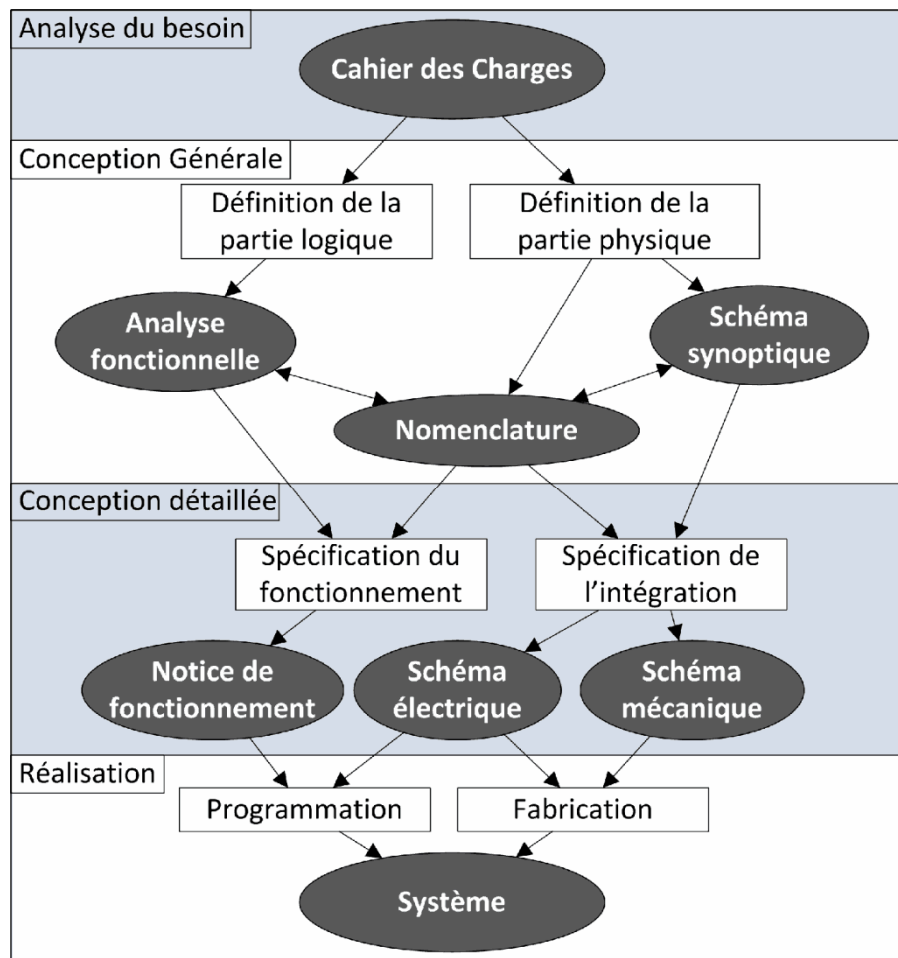 Analyse du besoin
Cahier des Charges
Conception Générale
Définition de la
partie logique
Définition de la
partie physique
Analyse
fonctionnelle
Schéma
synoptique
Nomenclature
Conception détaillée
Spécification du
fonctionnement
Spécification de
l'intégration
Notice de
fonctionnement
Schéma
électrique
Schéma
mécanique
Réalisation
Programmation
Fabrication
Système